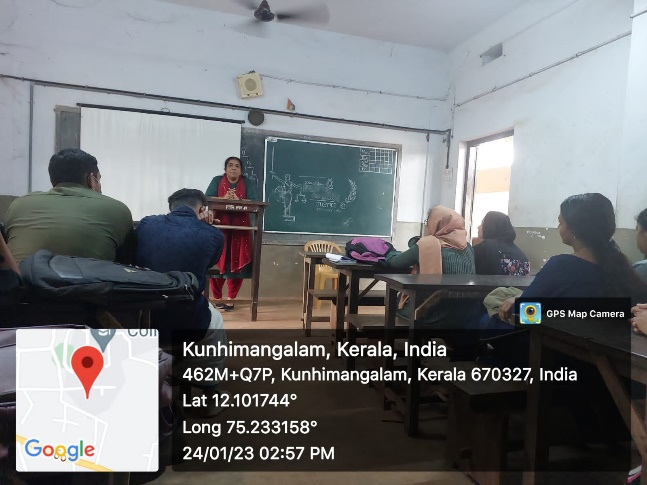 GPS Map Camera
Kunhimangalam, Kerala, India
462M+Q7P, Kunhimangalam, Kerala 670327, India
Lat 12.101744°
Long 75.233158°
24/01/23 02:57 PM
Google